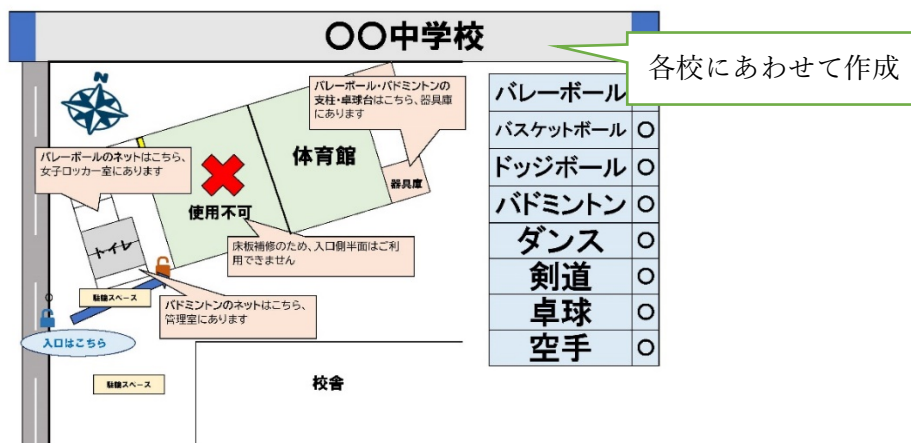 〇〇中学校
各校にあわせて作成
N
バレーボール・バドミントンの
支柱・卓球台はこちら、器具庫
にあります
バレーボールのネットはこちら、
女子ロッカー室にあります
体育館
器具庫
使用不可
床板補修のため、入口側半面はご利
用できません
トイレ
駐輪スペース
バドミントンのネットはこちら、
管理室にあります
入口はこちら
駐輪スペース
校舎
バレーボール
バスケットボール 〇
ドッジボール 〇
バドミントン 〇
ダンス 〇
剣道 〇
卓球 〇
空手 〇